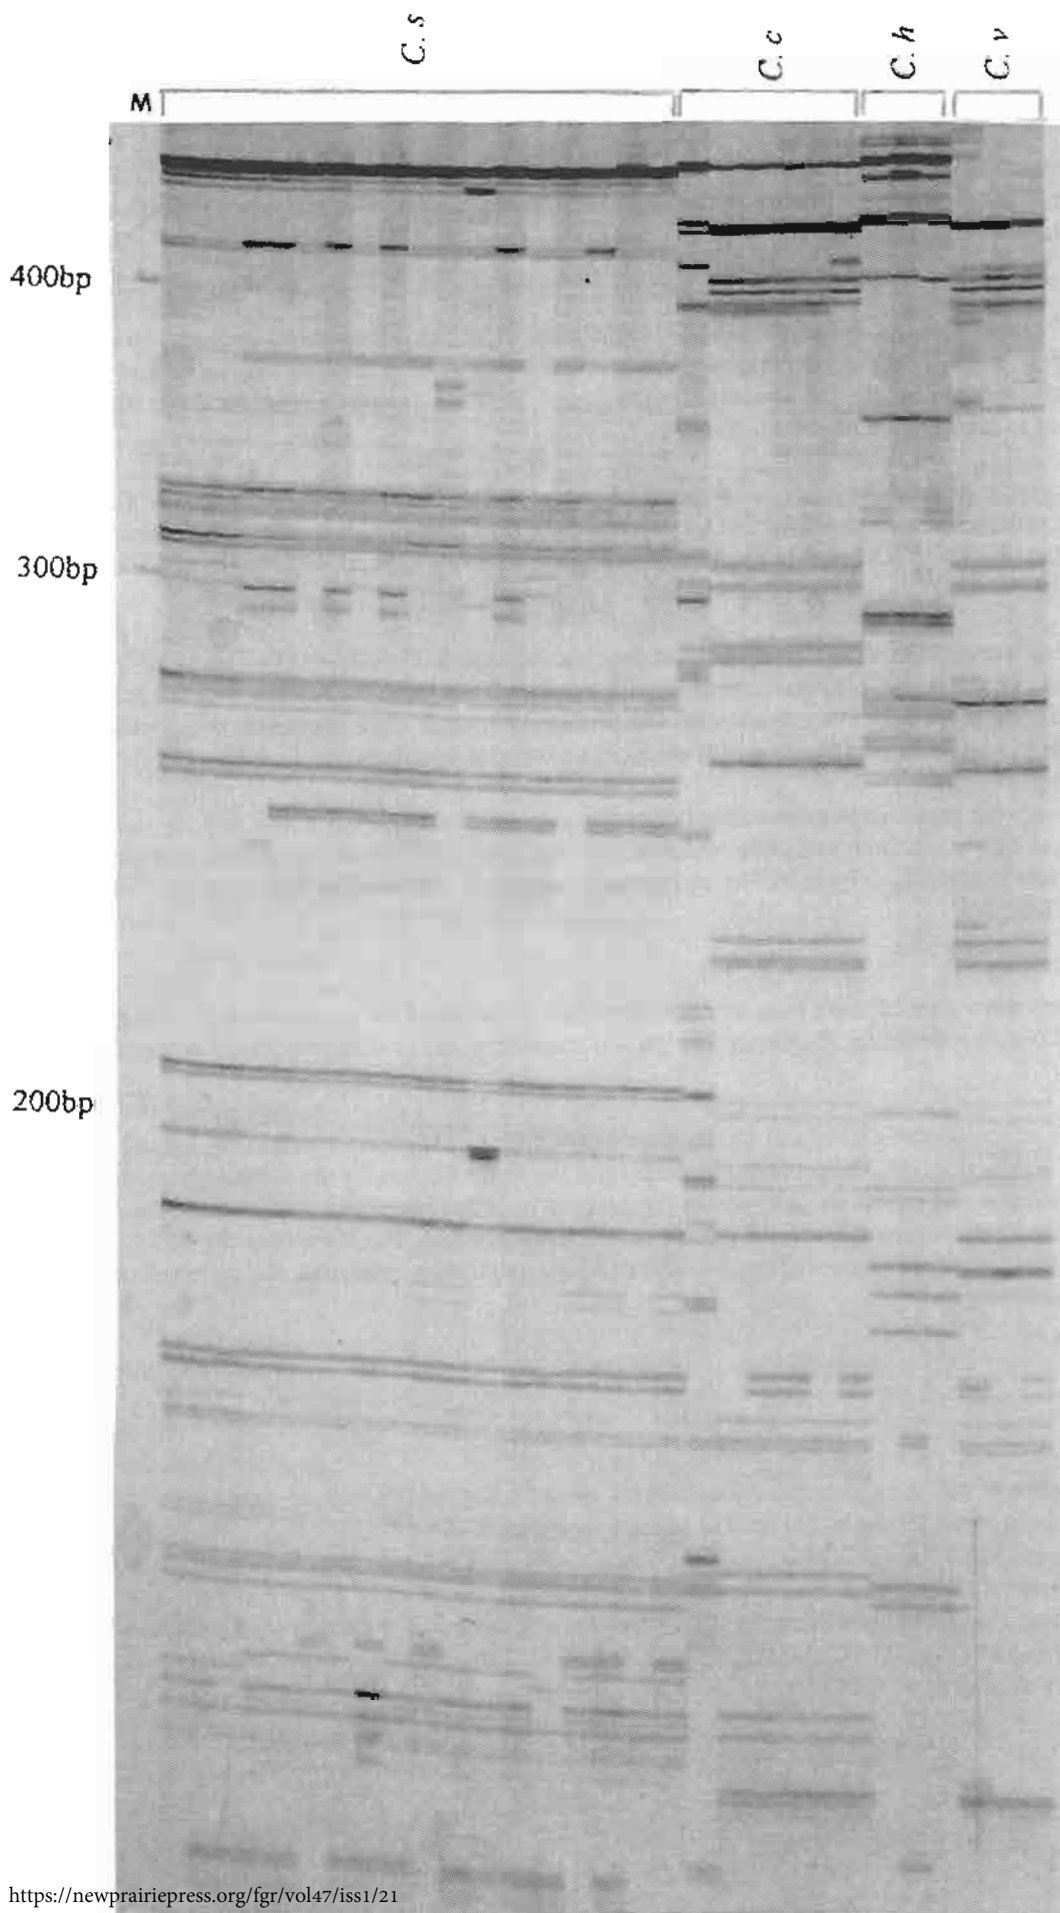 C. s
C. c
C. h
C. v
M
400bp
300bp
200bp
https://newprairiepress.org/fgr/vol47/iss1/21